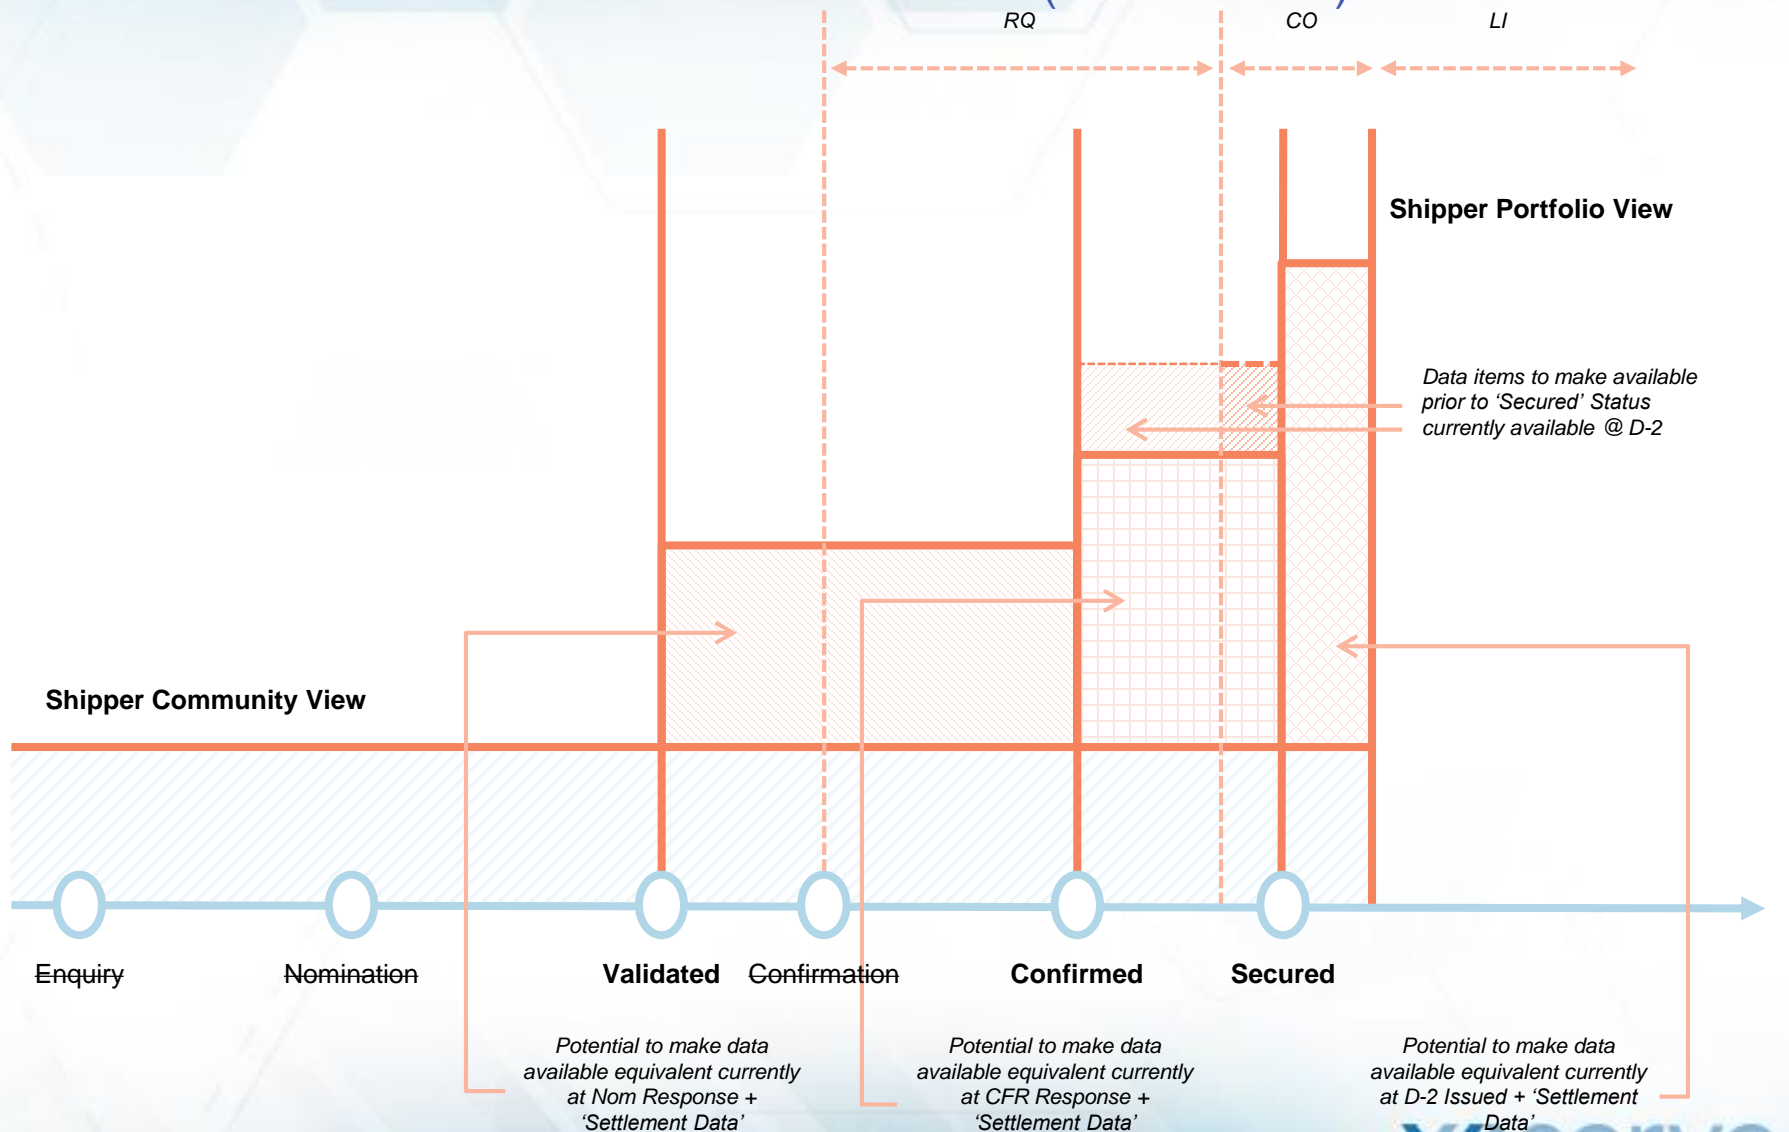 RQ
CO
LI
Shipper Portfolio View
Data items to make available
prior to ‘Secured’ Status
currently available @ D-2
Shipper Community View
Enquiry
Nomination
Validated
Confirmation
Confirmed
Secured
Potential to make data
available equivalent currently
at Nom Response +
‘Settlement Data’
Potential to make data
available equivalent currently
at CFR Response +
‘Settlement Data’
Potential to make data
available equivalent currently
at D-2 Issued + ‘Settlement
Data’